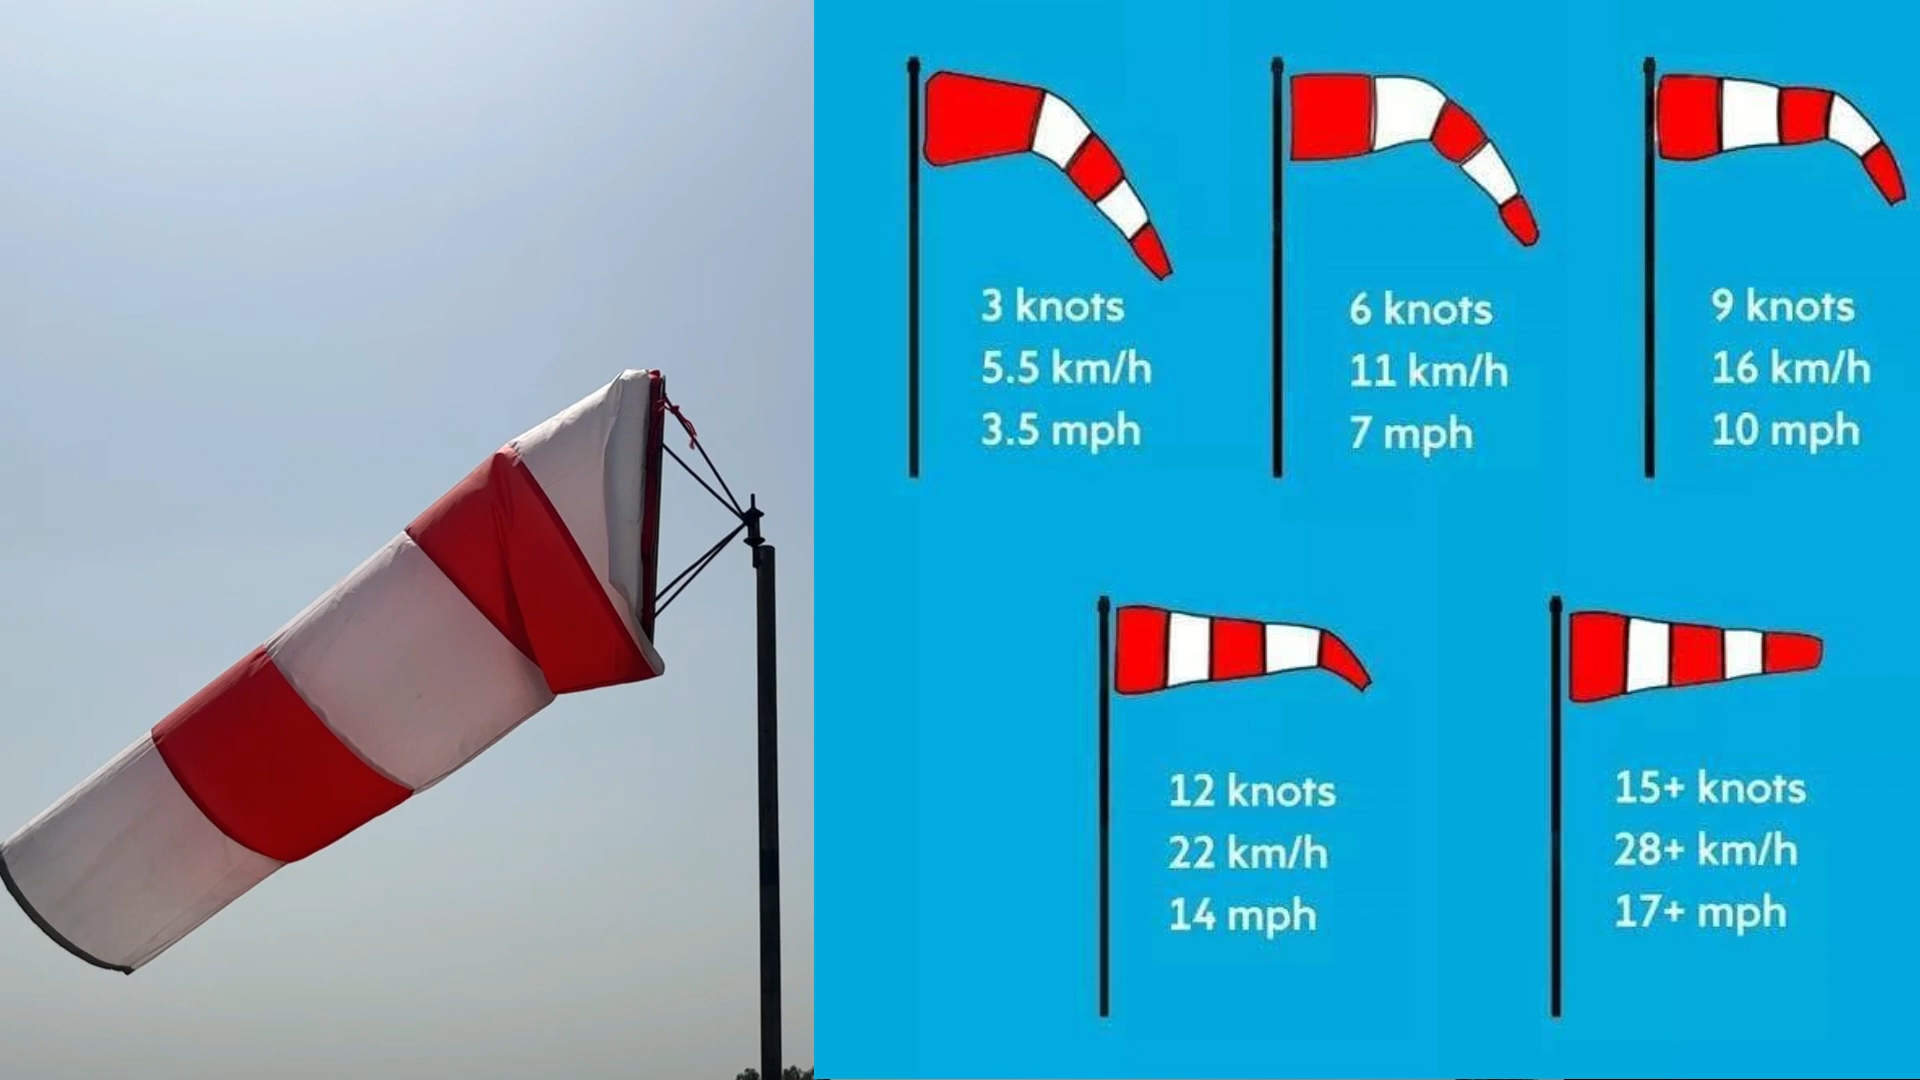 3 knots
5.5 km/h
3.5 mph
6 knots
11 km/h
7 mph
9 knots
16 km/h
10 mph
12 knots
22 km/h
14 mph
15+ knots
28+ km/h
17+ mph